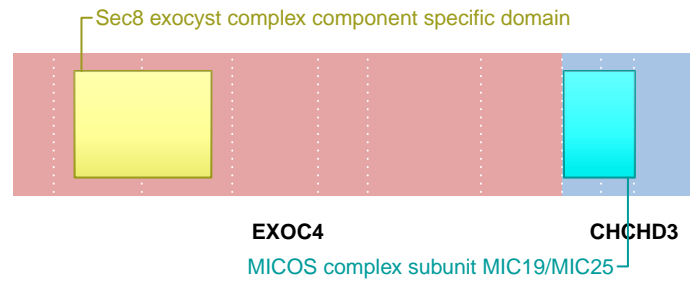 Sec8 exocyst complex component specific domain
EXOC4 CHCHD3
MICOS complex subunit MIC19/MIC25